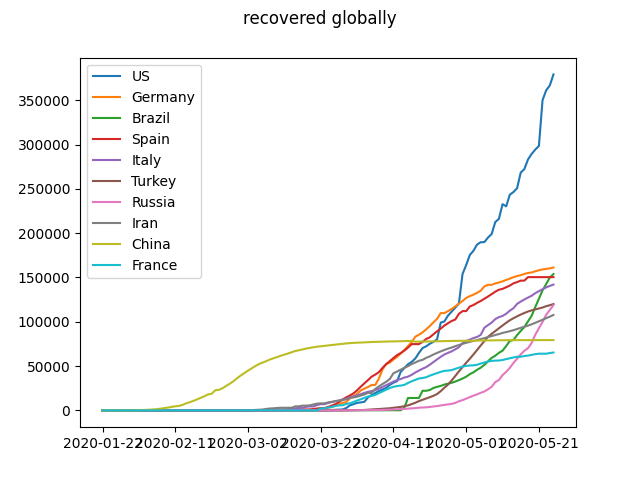 recovered globally
US
Germany
Brazil
Spain
Italy
Turkey
Russia
Iran
China
France
350000
300000
250000
200000
150000
100000
50000
0
2020-01-22 2020-02-11 2020-03-02 2020-03-22 2020-04-11 2020-05-01 2020-05-21